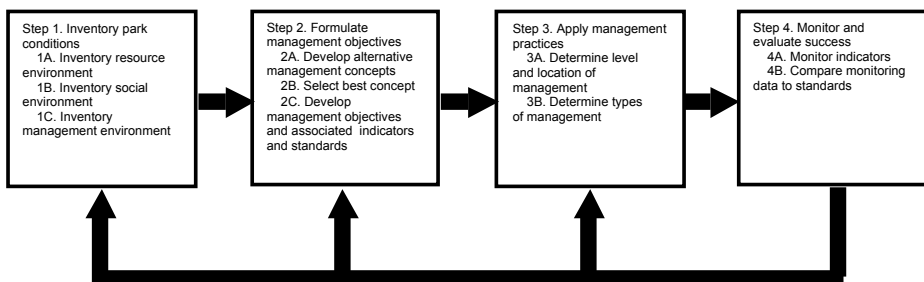 Step 1. Inventory park
conditions
1A. Inventory resource
environment
1B. Inventory social
environment
1C. Inventory
management environment
Step 2. Formulate
management objectives
2A. Develop alternative
management concepts
2B. Select best concept
2C. Develop
management objectives
and associated indicators
and standards
Step 3. Apply management
practices
3A. Determine level
and location of
management
3B. Determine types
of management
Step 4. Monitor and
evaluate success
4A. Monitor indicators
4B. Compare monitoring
data to standards